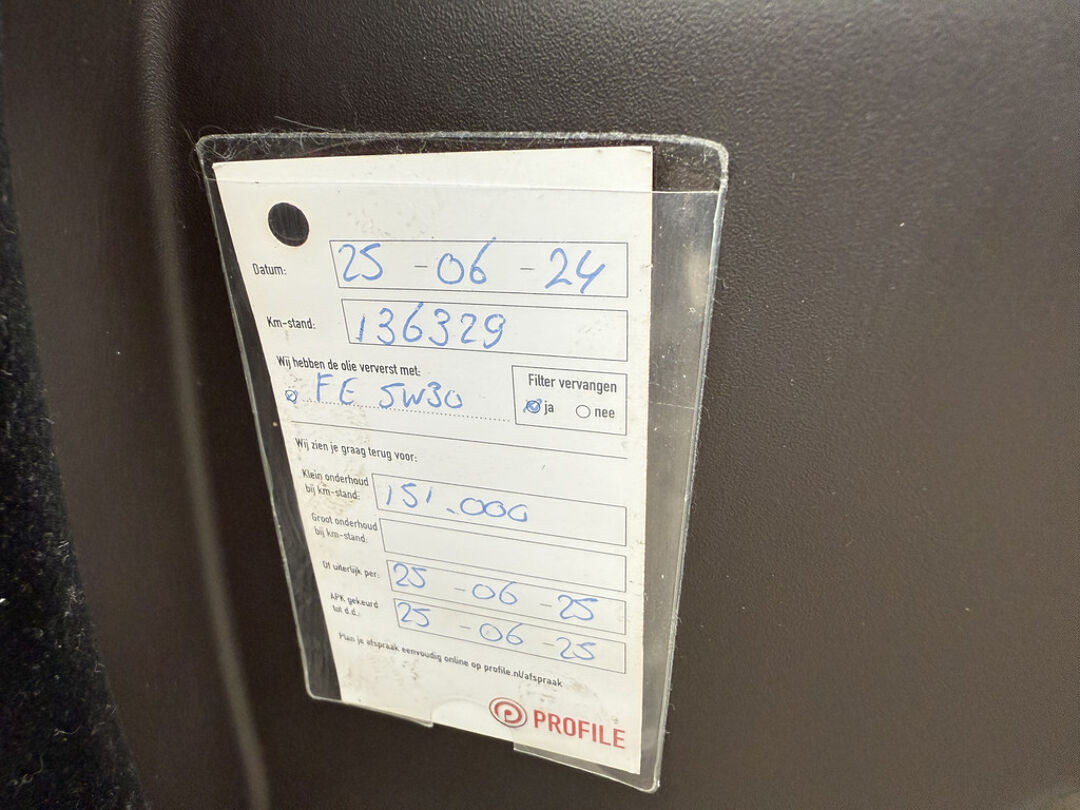 Datum: 25 - 06 - 24
Km-stand: 136329
Wij hebben de olie ververst met:
FE 5W30
Filter vervangen
ja nee
Wij zien je graag terug voor:
Klein onderhoud
bij km-stand: 151.000
Groot onderhoud
bij km-stand:
Of uiterlijk per: 25 - 06 - 25
APK gekeurd
tot d.d.: 25 - 06 - 25
Plan je afspraak eenvoudig online op profile.nl/afspraak
PROFILE